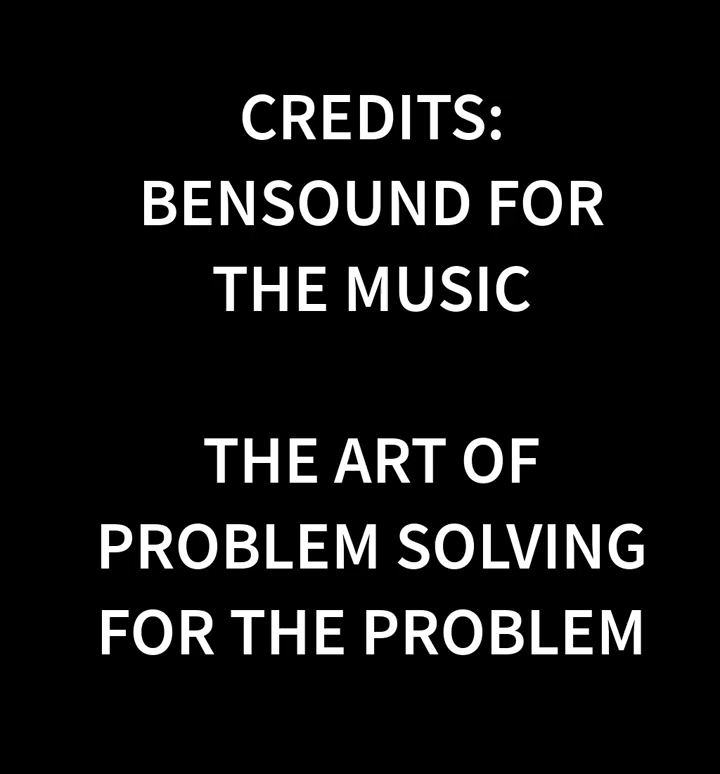 CREDITS:
BENSOUND FOR
THE MUSIC
THE ART OF
PROBLEM SOLVING
FOR THE PROBLEM